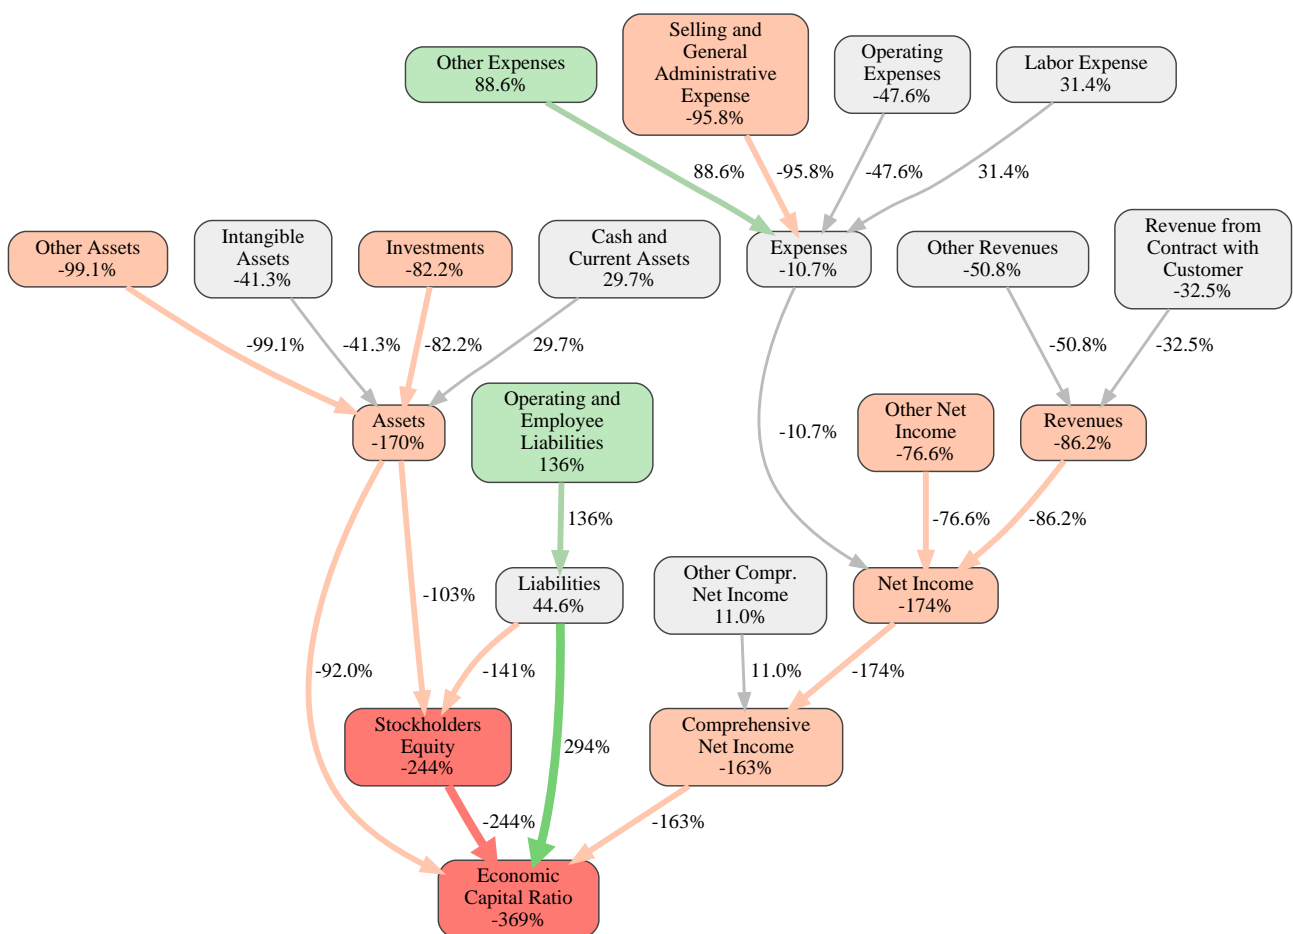 Other Expenses
88.6%
Selling and
General
Administrative
Expense
-95.8%
Operating
Expenses
-47.6%
Labor Expense
31.4%
88.6%
-95.8%
-47.6%
31.4%
Other Assets
-99.1%
Intangible
Assets
-41.3%
Investments
-82.2%
Cash and
Current Assets
29.7%
Expenses
-10.7%
Other Revenues
-50.8%
Revenue from
Contract with
Customer
-32.5%
-99.1%
-41.3%
-82.2%
29.7%
-50.8%
-32.5%
Assets
-170%
Operating and
Employee
Liabilities
136%
-10.7%
Other Net
Income
-76.6%
Revenues
-86.2%
136%
-76.6%
-86.2%
-103%
Liabilities
44.6%
Other Compr.
Net Income
11.0%
Net Income
-174%
-92.0%
-141%
11.0%
-174%
Stockholders
Equity
-244%
294%
Comprehensive
Net Income
-163%
-244%
-163%
Economic
Capital Ratio
-369%